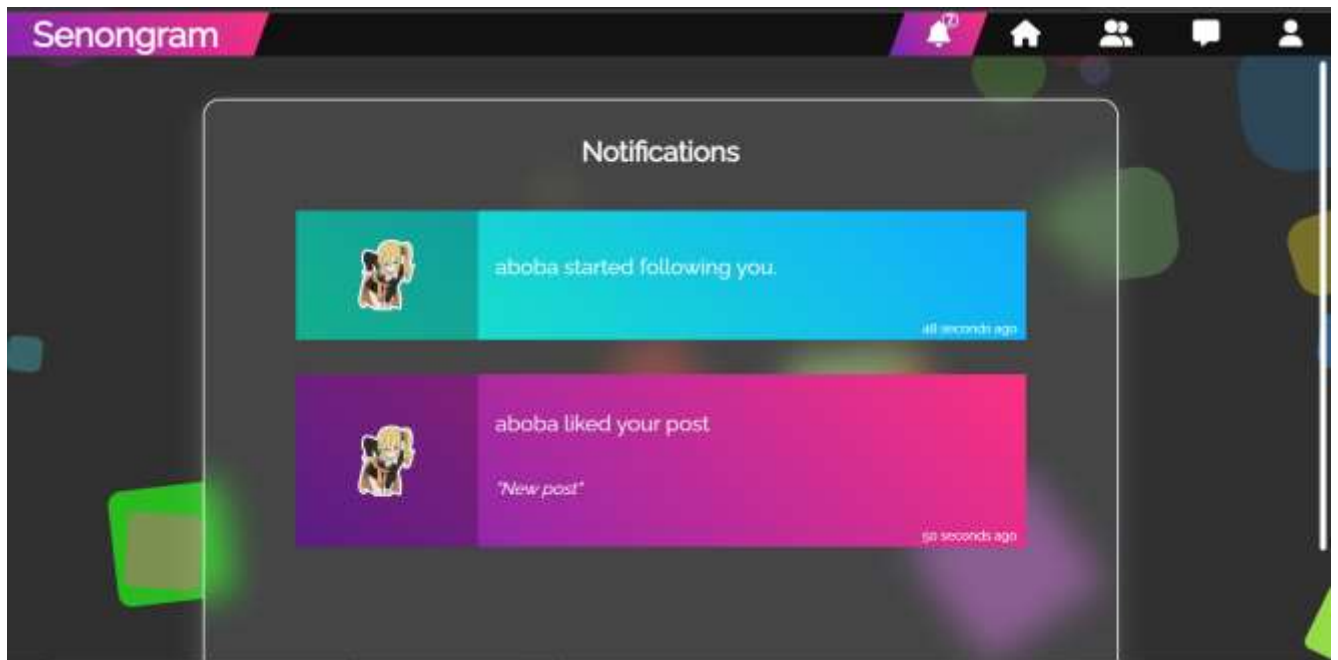 Senongram
Notifications
aboba started following you.
48 seconds ago
aboba liked your post
"New post"
50 seconds ago